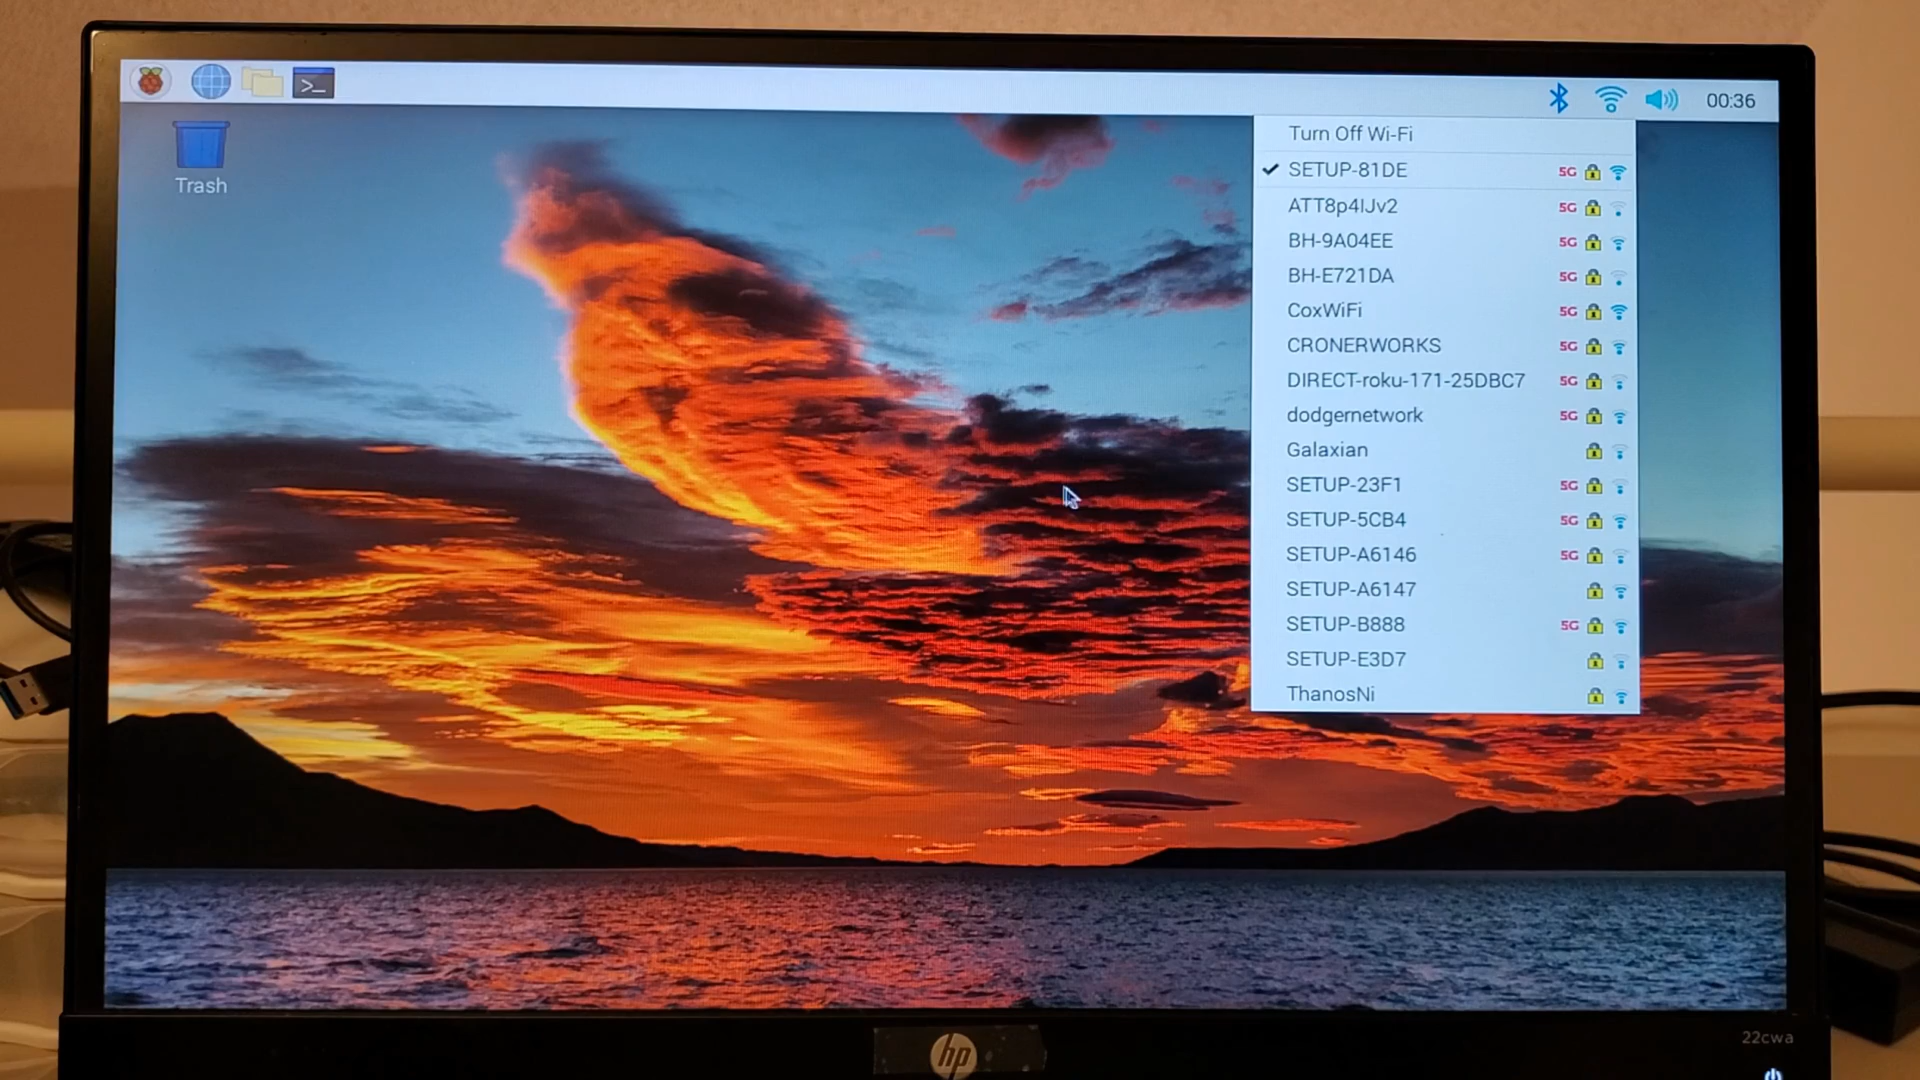 >_
00:36
Trash
Turn Off Wi-Fi
SETUP-81DE 5G
ATT8p4IJv2 5G
BH-9A04EE 5G
BH-E721DA 5G
CoxWiFi 5G
CRONERWORKS 5G
DIRECT-roku-171-25DBC7 5G
dodgernetwork 5G
Galaxian
SETUP-23F1 5G
SETUP-5CB4 5G
SETUP-A6146 5G
SETUP-A6147
SETUP-B888 5G
SETUP-E3D7
ThanosNi
hp
22cwa